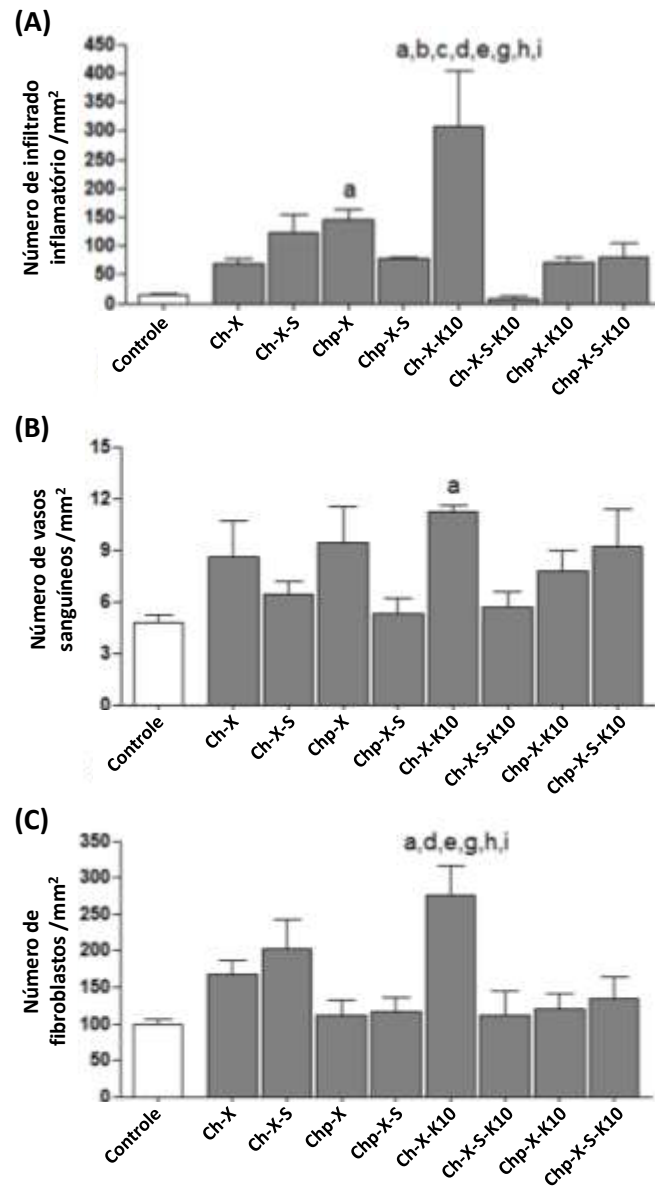 (A)
Número de infiltrado
inflamatório /mm²
450
400
350
300
250
200
150
100
50
0
a
a,b,c,d,e,g,h,i
Controle
Ch-X
Ch-X-S
Chp-X
Chp-X-S
Ch-X-K10
Ch-X-S-K10
Chp-X-K10
Chp-X-S-K10
(B)
Número de vasos
sanguíneos /mm²
15
12
9
6
3
0
a
Controle
Ch-X
Ch-X-S
Chp-X
Chp-X-S
Ch-X-K10
Ch-X-S-K10
Chp-X-K10
Chp-X-S-K10
(C)
Número de
fibroblastos /mm²
350
300
250
200
150
100
50
0
a,d,e,g,h,i
Controle
Ch-X
Ch-X-S
Chp-X
Chp-X-S
Ch-X-K10
Ch-X-S-K10
Chp-X-K10
Chp-X-S-K10